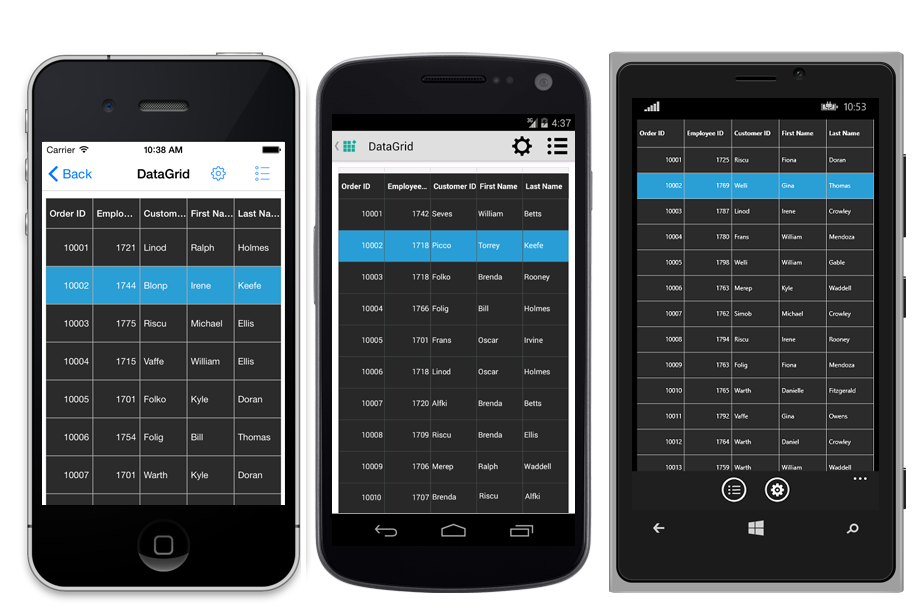 Carrier 10:38 AM
Back DataGrid
Order ID Emplo... Custom... First Na... Last Na...
10001 1721 Linod Ralph Holmes
10002 1744 Blonp Irene Keefe
10003 1775 Riscu Michael Ellis
10004 1715 Vaffe William Ellis
10005 1701 Folko Kyle Doran
10006 1754 Folig Bill Thomas
10007 1701 Warth Kyle Doran
3G 4:37
DataGrid
Order ID Employee... Customer ID First Name Last Name
10001 1742 Seves William Betts
10002 1718 Picco Torrey Keefe
10003 1718 Folko Brenda Rooney
10004 1766 Folig Bill Holmes
10005 1701 Frans Oscar Irvine
10006 1718 Linod Oscar Holmes
10007 1720 Alfki Brenda Betts
10008 1709 Riscu Brenda Ellis
10009 1706 Merep Ralph Waddell
10010 1707 Brenda Riscu Alfki
10:53
Order ID Employee ID Customer ID First Name Last Name
10001 1725 Riscu Fiona Doran
10002 1769 Welli Gina Thomas
10003 1787 Linod Irene Crowley
10004 1780 Frans William Mendoza
10005 1798 Welli William Gable
10006 1763 Merep Kyle Waddell
10007 1762 Simob Michael Crowley
10008 1794 Riscu Irene Rooney
10009 1763 Folig Fiona Mendoza
10010 1765 Warth Danielle Fitzgerald
10011 1792 Vaffe Gina Owens
10012 1764 Warth Daniel Crowley
10013 1759 Warth William Waddell